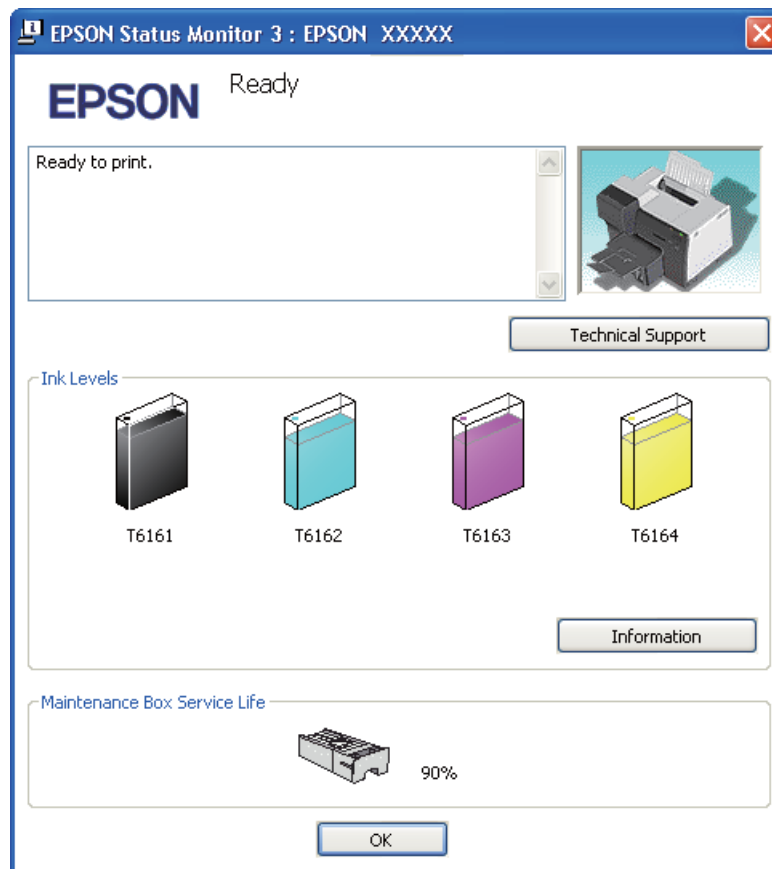 EPSON Status Monitor 3 : EPSON XXXXX
EPSON
Ready
Ready to print.
Technical Support
Ink Levels
T6161
T6162
T6163
T6164
Information
Maintenance Box Service Life
90%
OK